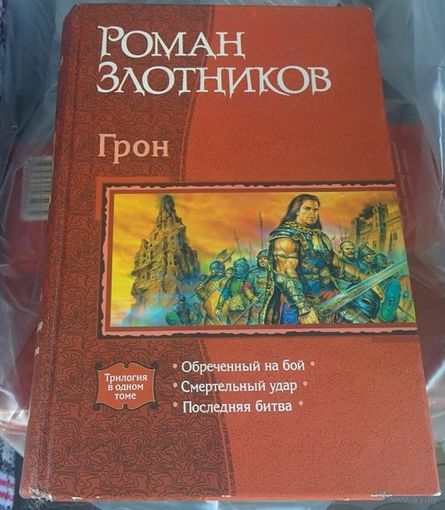 Роман
Злотников
Грон
Трилогия
в одном
томе
• Обреченный на бой •
• Смертельный удар •
• Последняя битва •